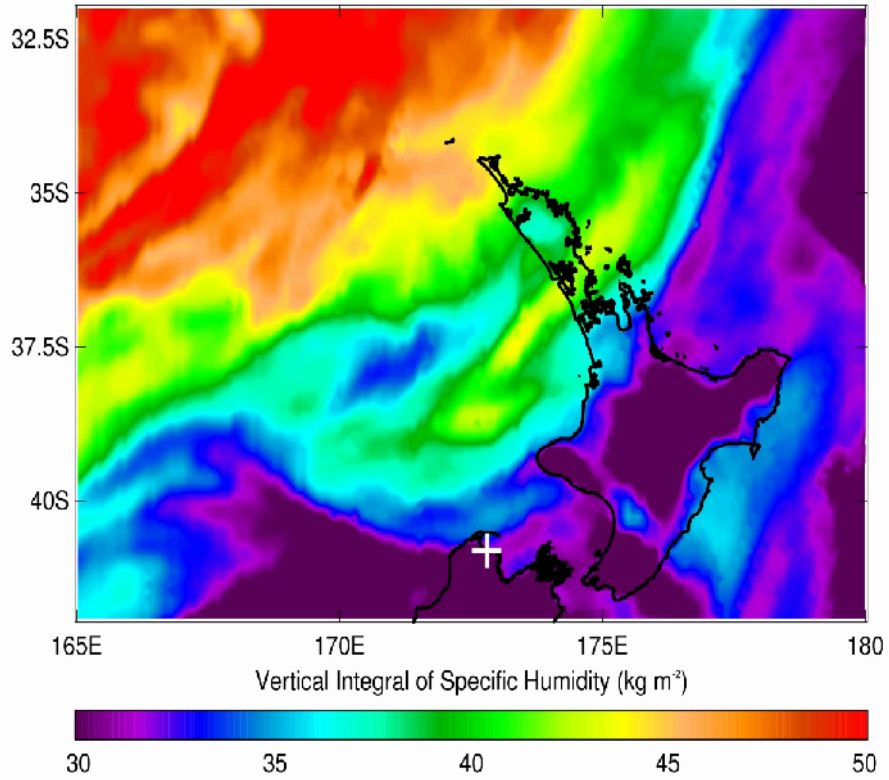 32.5S
35S
37.5S
40S
165E 170E 175E 180
Vertical Integral of Specific Humidity (kg m⁻²)
30 35 40 45 50